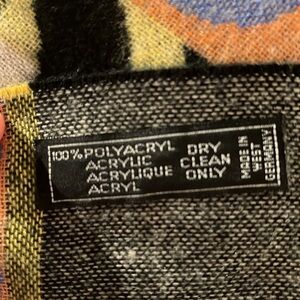 100% POLYACRYL
ACRYLIC
ACRYLIQUE
ACRYL
DRY
CLEAN
ONLY
MADE IN
WEST
GERMANY